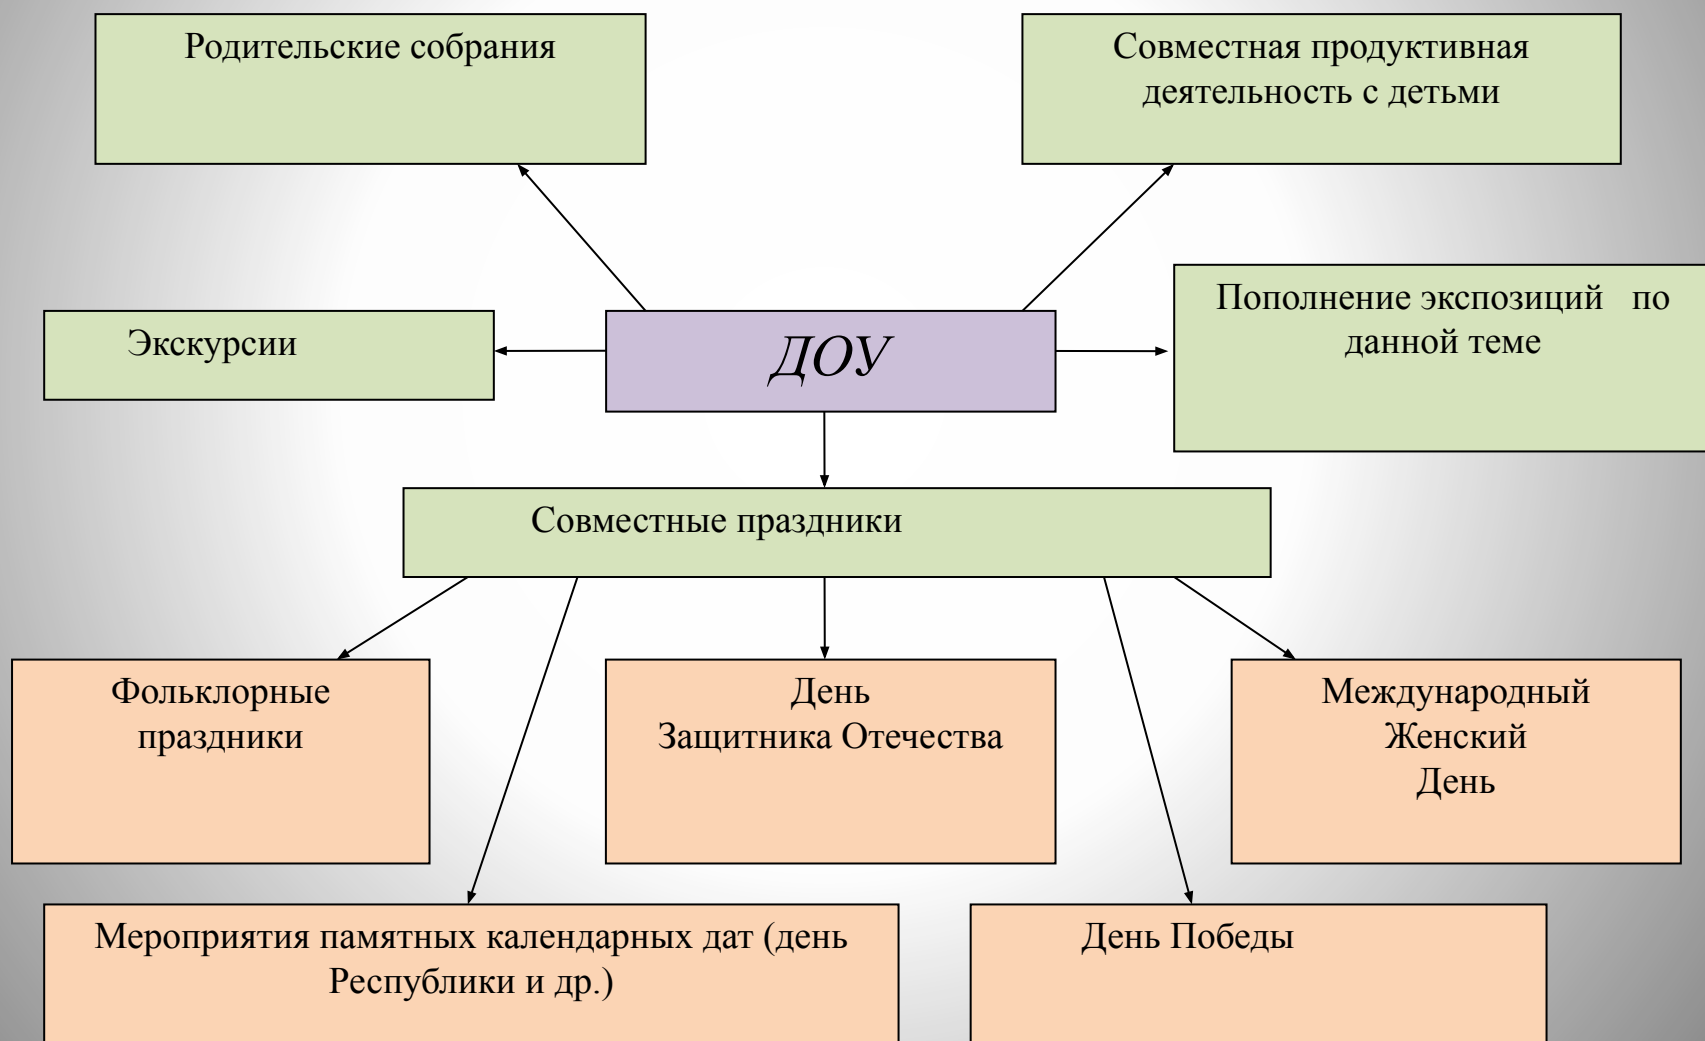 Родительские собрания
Совместная продуктивная
деятельность с детьми
Экскурсии
ДОУ
Пополнение экспозиций по
данной теме
Совместные праздники
Фольклорные
праздники
День
Защитника Отечества
Международный
Женский
День
Мероприятия памятных календарных дат (день
Республики и др.)
День Победы